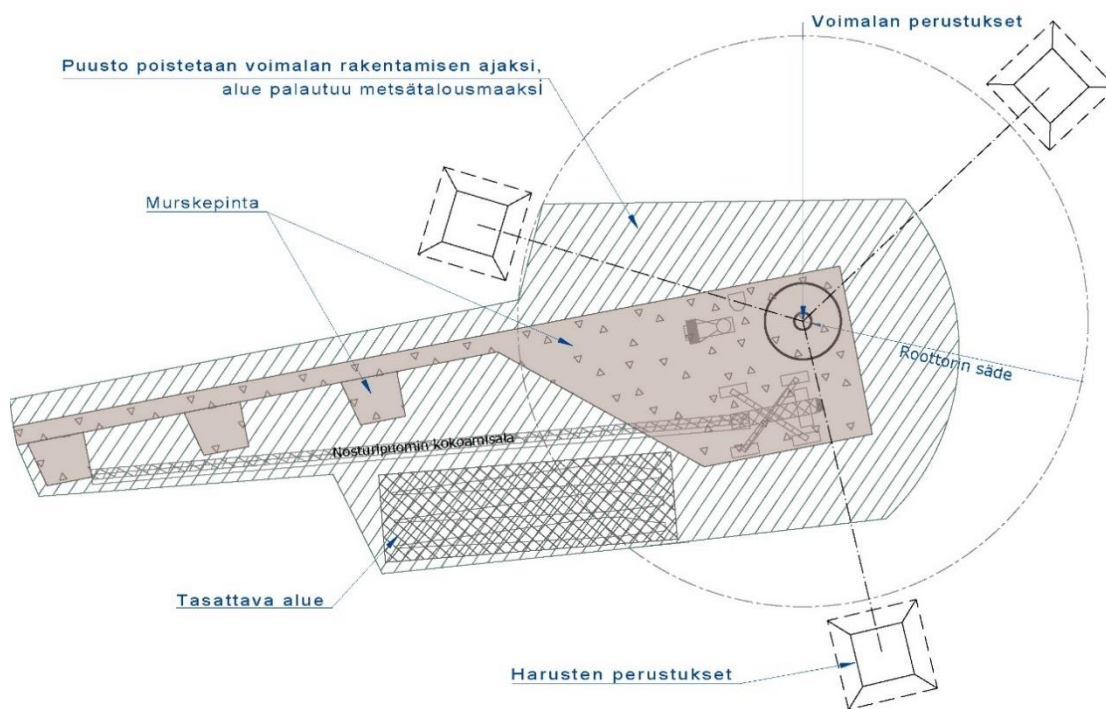 Voimalan perustukset
Puusto poistetaan voimalan rakentamisen ajaksi,
alue palautuu metsätalousmaaksi
Murskepinta
Roottorin säde
Nosturipuomin kokoamisala
Tasattava alue
Harusten perustukset